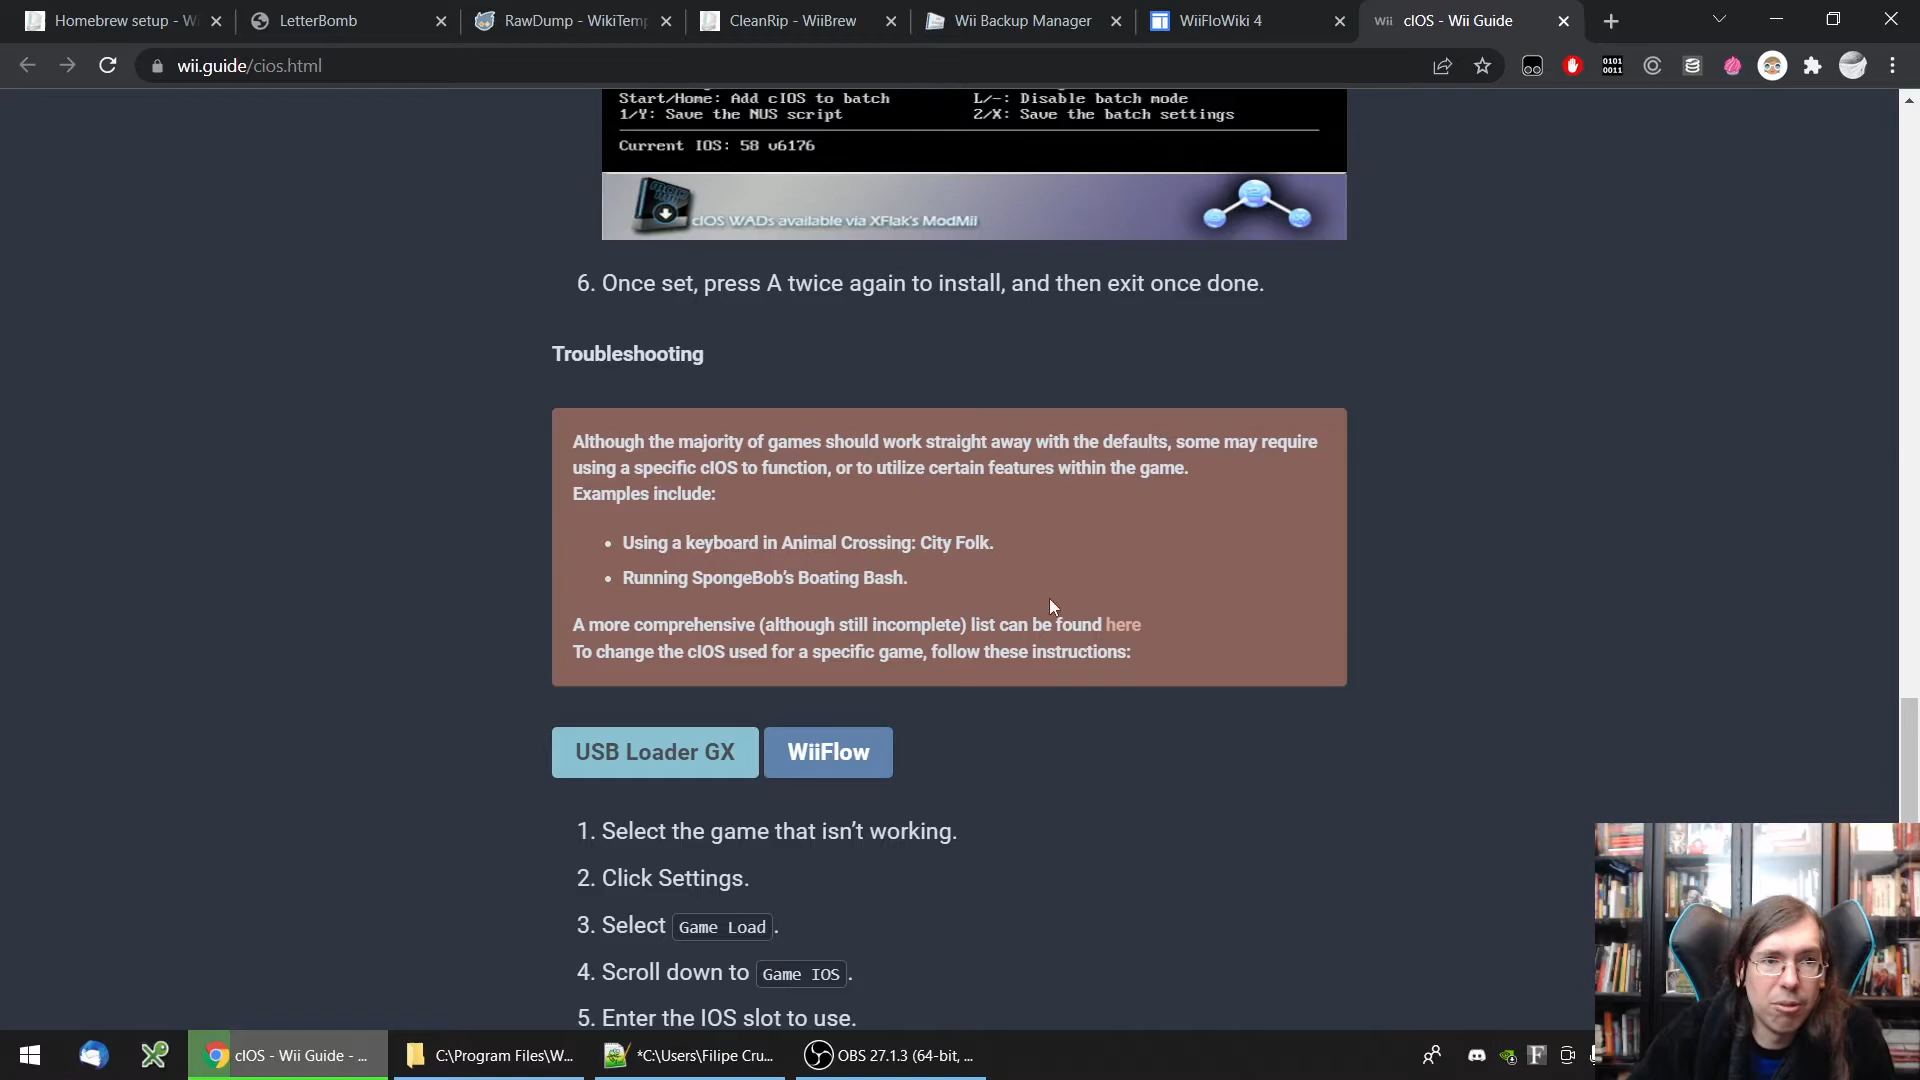 Homebrew setup - Wi
LetterBomb
RawDump - WikiTemp
CleanRip - WiiBrew
Wii Backup Manager
WiiFloWiki 4
Wii cIOS - Wii Guide
wii.guide/cios.html
0101
0011
Start/Home: Add cIOS to batch L/-: Disable batch mode
1/Y: Save the NUS script 2/X: Save the batch settings
Current IOS: 58 v6176
cIOS WADs available via XFlak's ModMii
6. Once set, press A twice again to install, and then exit once done.
Troubleshooting
Although the majority of games should work straight away with the defaults, some may require
using a specific cIOS to function, or to utilize certain features within the game.
Examples include:
• Using a keyboard in Animal Crossing: City Folk.
• Running SpongeBob's Boating Bash.
A more comprehensive (although still incomplete) list can be found here
To change the cIOS used for a specific game, follow these instructions:
USB Loader GX WiiFlow
1. Select the game that isn't working.
2. Click Settings.
3. Select Game Load.
4. Scroll down to Game IOS.
5. Enter the IOS slot to use.
cIOS - Wii Guide - ...
C:\Program Files\W...
*C:\Users\Filipe Cru...
OBS 27.1.3 (64-bit, ...